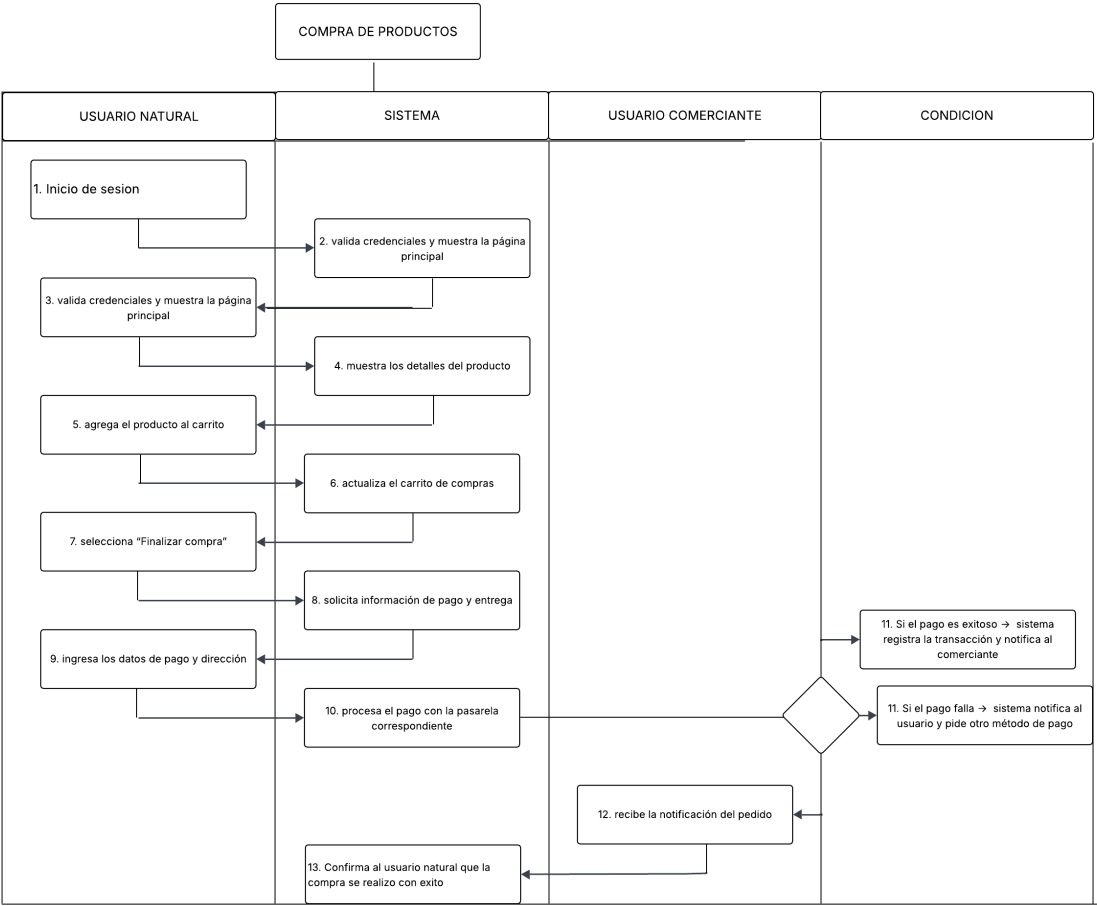 COMPRA DE PRODUCTOS
USUARIO NATURAL
SISTEMA
USUARIO COMERCIANTE
CONDICION
1. Inicio de sesion
2. valida credenciales y muestra la página
principal
3. valida credenciales y muestra la página
principal
4. muestra los detalles del producto
5. agrega el producto al carrito
6. actualiza el carrito de compras
7. selecciona “Finalizar compra”
8. solicita información de pago y entrega
9. ingresa los datos de pago y dirección
10. procesa el pago con la pasarela
correspondiente
11. Si el pago es exitoso → sistema
registra la transacción y notifica al
comerciante
11. Si el pago falla → sistema notifica al
usuario y pide otro método de pago
12. recibe la notificación del pedido
13. Confirma al usuario natural que la
compra se realizo con exito